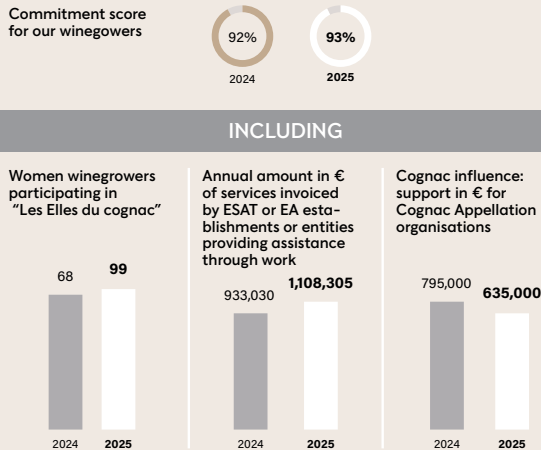 Commitment score
for our winegowers
92%
93%
2024
2025
INCLUDING
Women winegrowers
participating in
“Les Elles du cognac”
68
99
2024
2025
Annual amount in €
of services invoiced
by ESAT or EA esta-
blishments or entities
providing assistance
through work
933,030
1,108,305
2024
2025
Cognac influence:
support in € for
Cognac Appellation
organisations
795,000
635,000
2024
2025